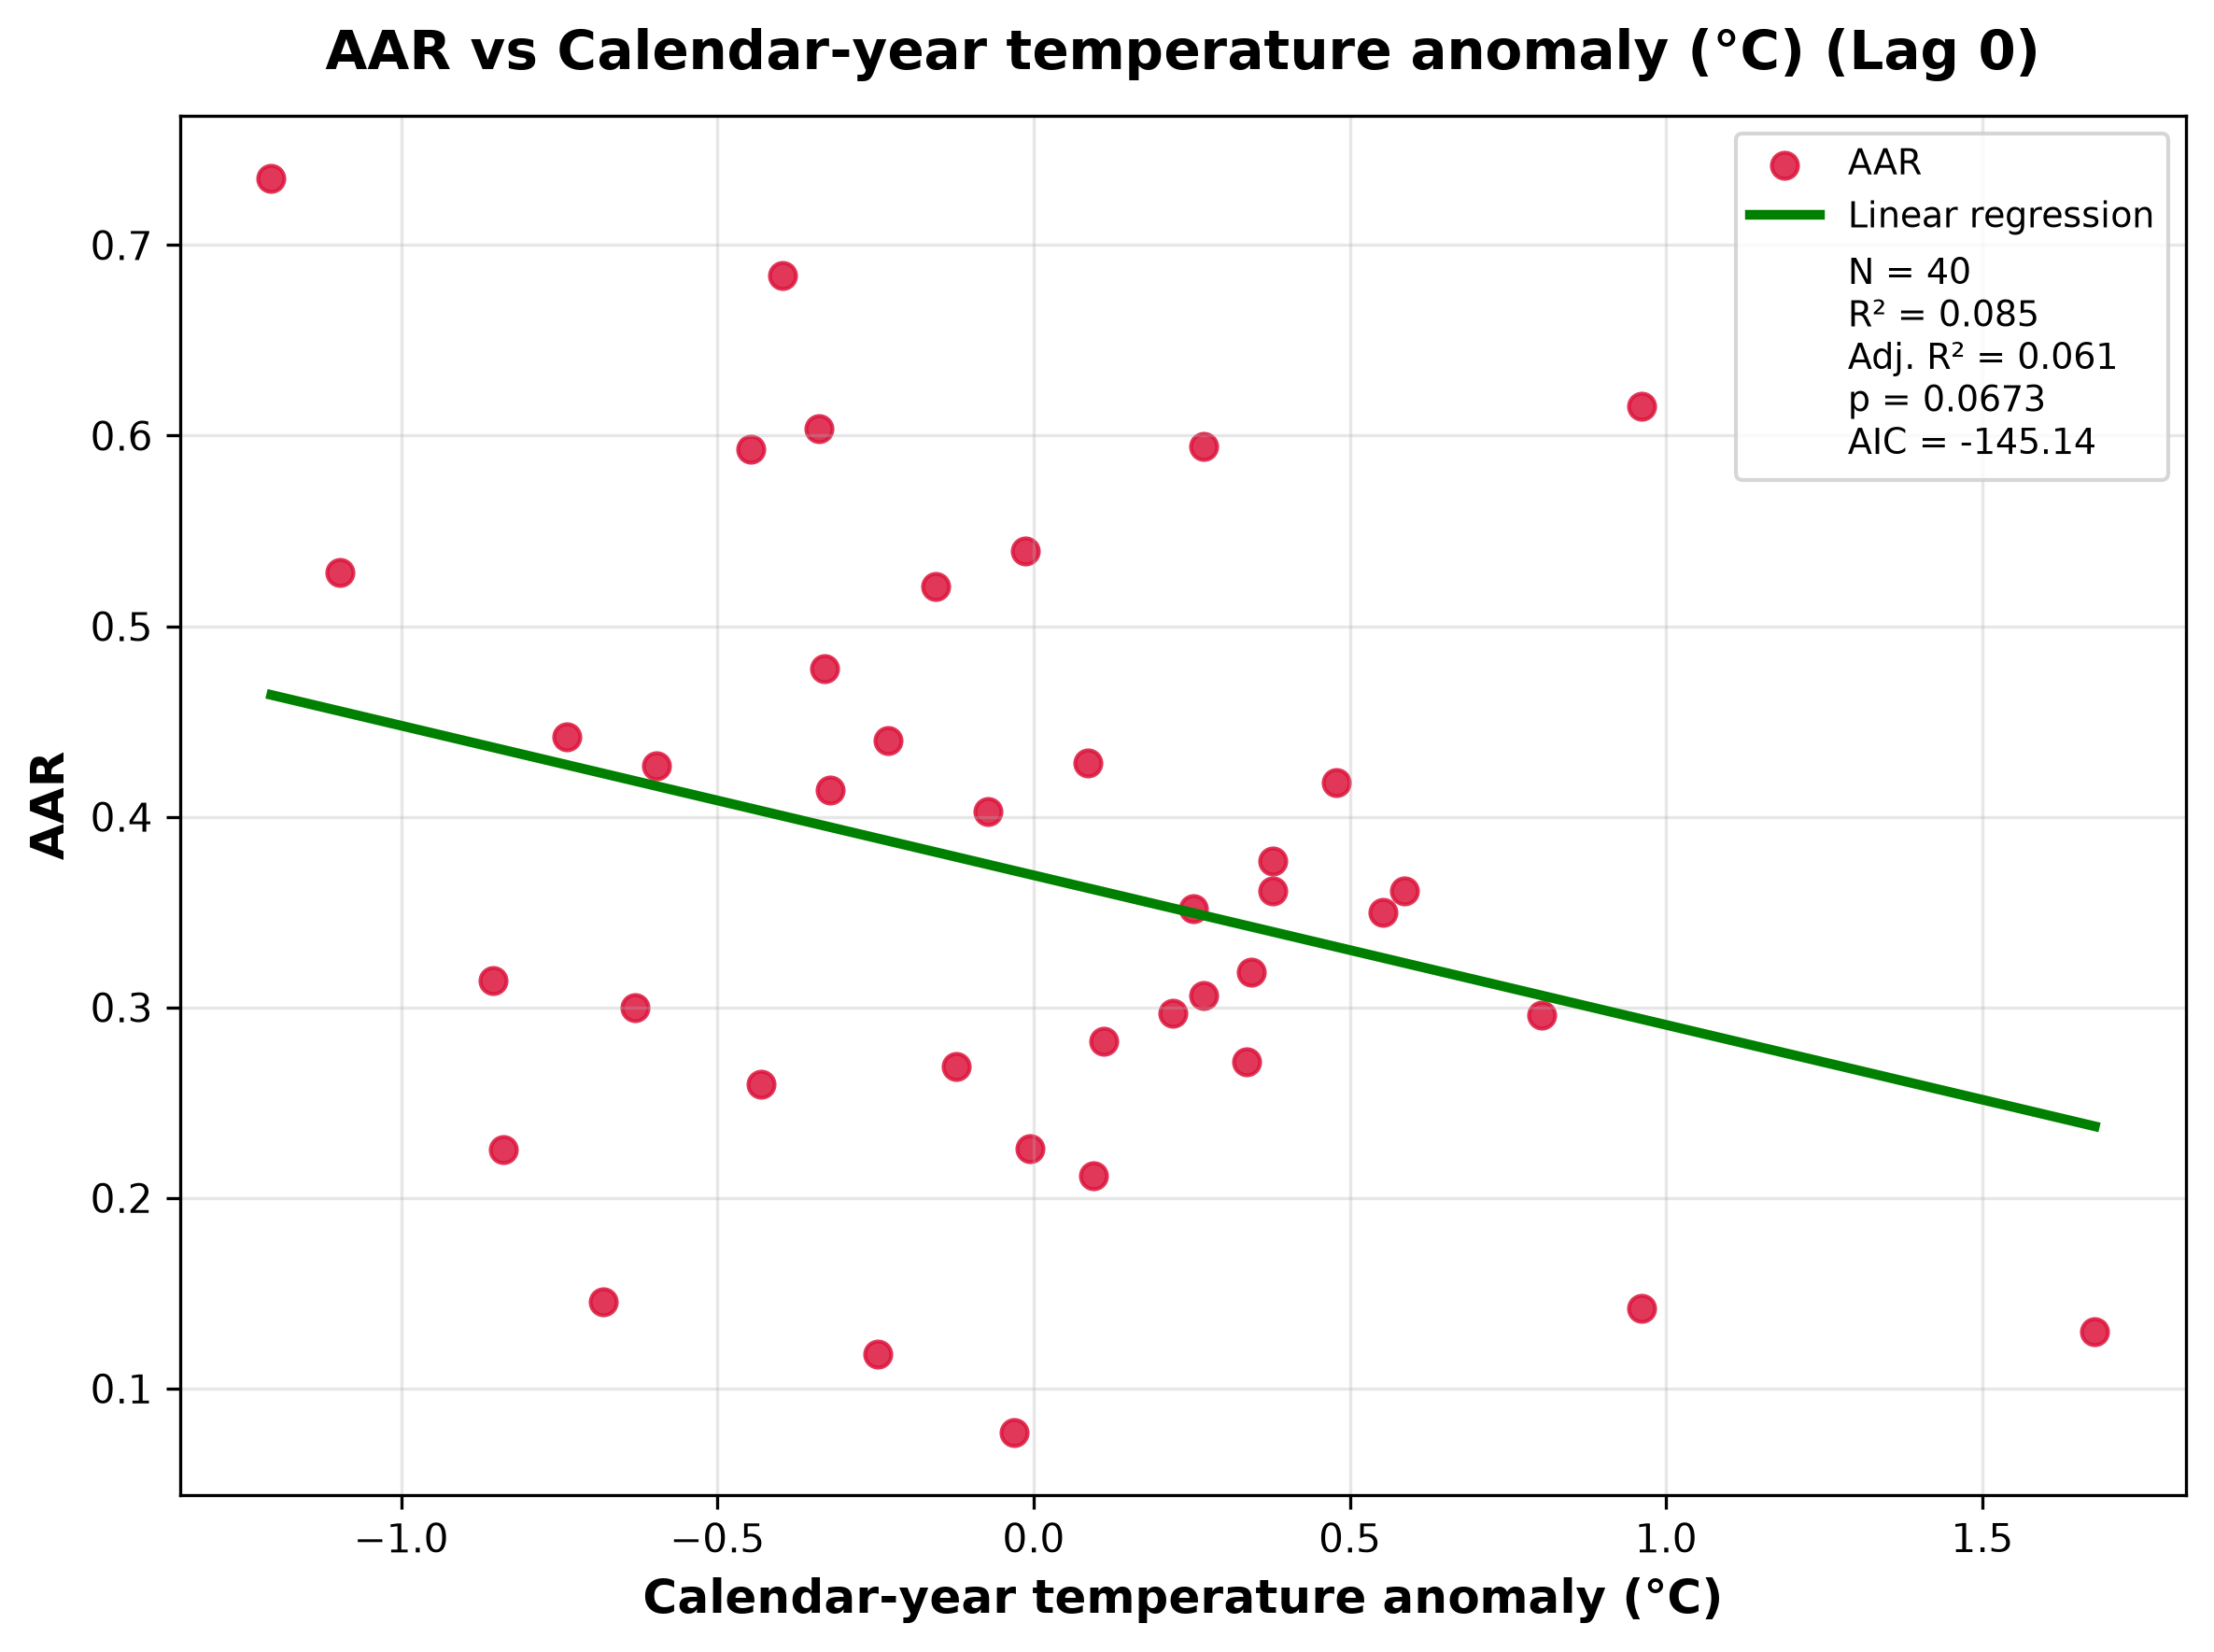 AAR vs Calendar-year temperature anomaly (°C) (Lag 0)
AAR
Linear regression
N = 40
R² = 0.085
Adj. R² = 0.061
p = 0.0673
AIC = -145.14
0.7
0.6
0.5
0.4
0.3
0.2
0.1
AAR
−1.0 −0.5 0.0 0.5 1.0 1.5
Calendar-year temperature anomaly (°C)